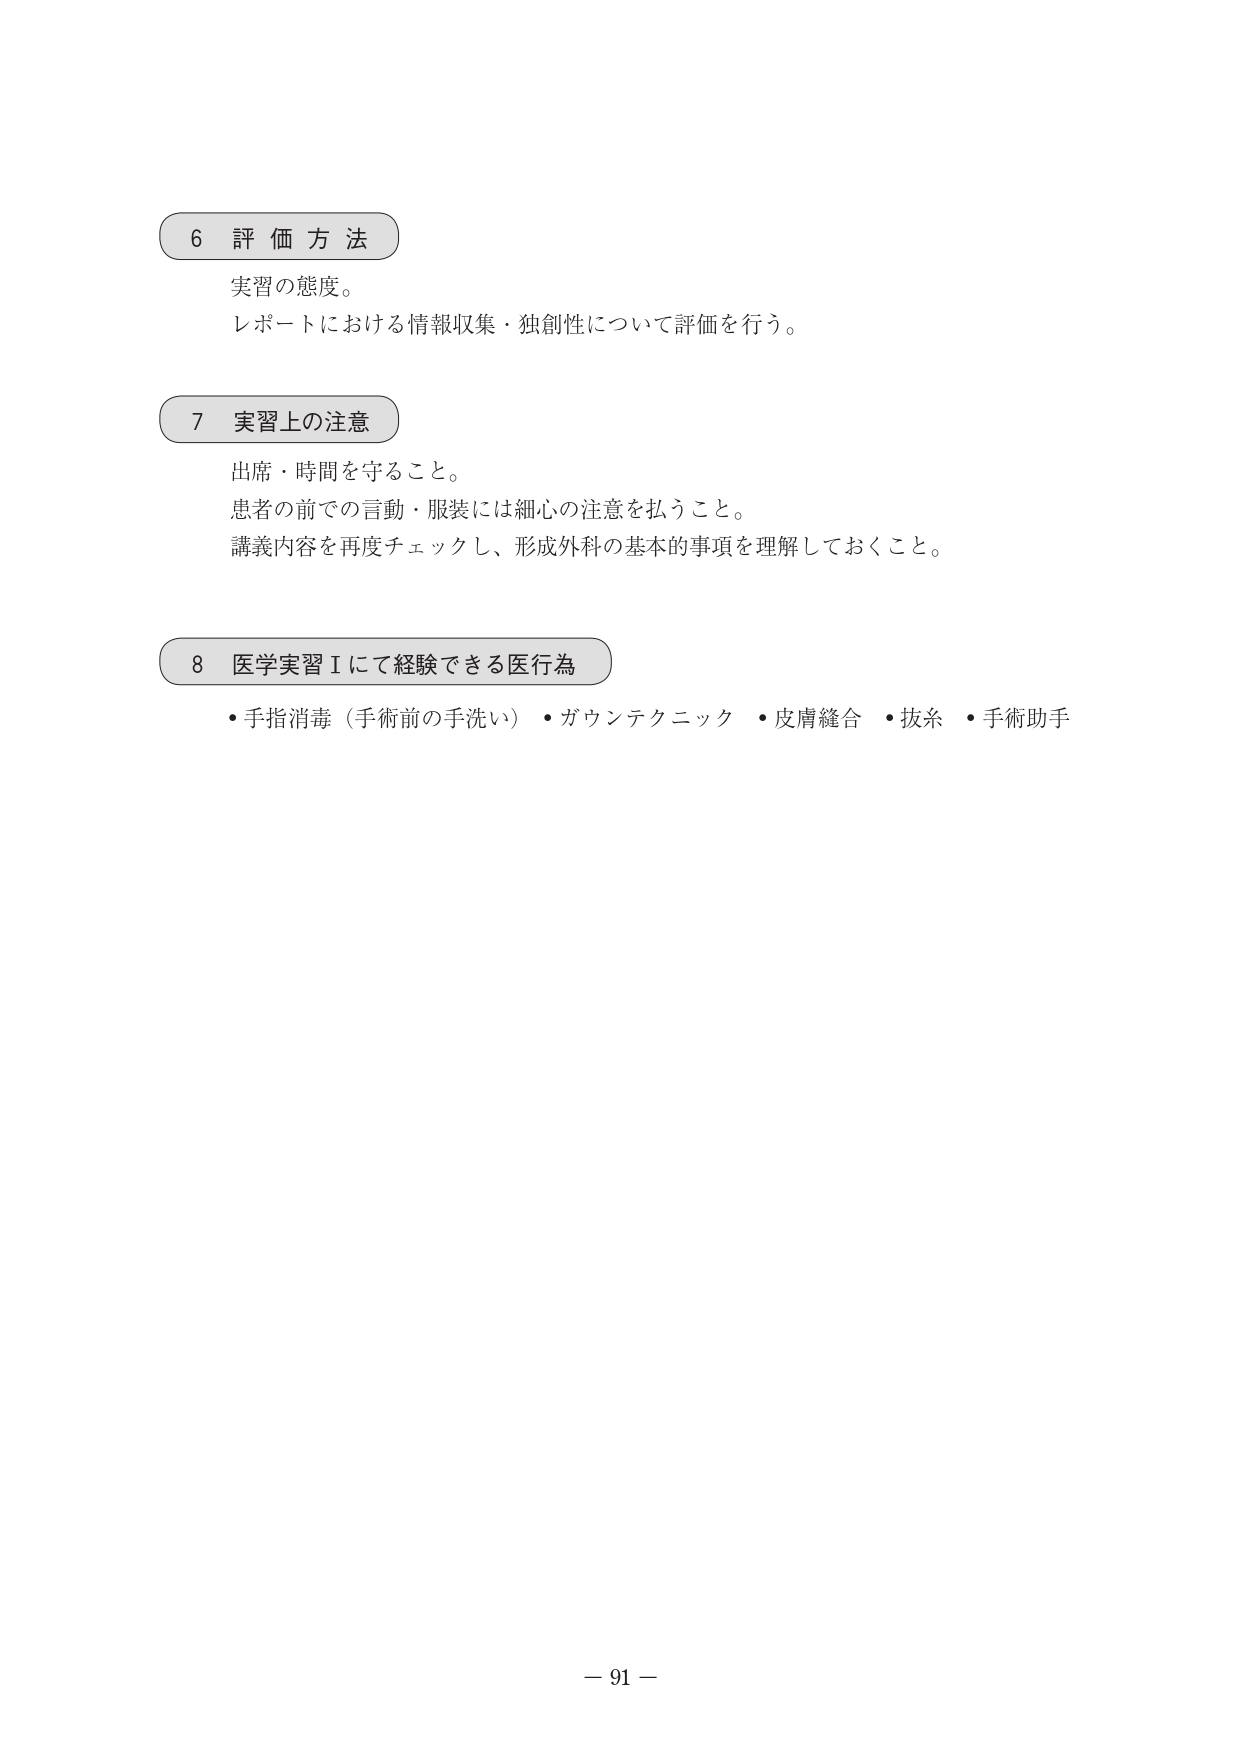 6 評価方法
実習の態度。
レポートにおける情報収集・独創性について評価を行う。
7 実習上の注意
出席・時間を守ること。
患者の前での言動・服装には細心の注意を払うこと。
講義内容を再度チェックし、形成外科の基本的事項を理解しておくこと。
8 医学実習Ⅰにて経験できる医行為
•手指消毒（手術前の手洗い） •ガウンテクニック •皮膚縫合 •抜糸 •手術助手
― 91 ―